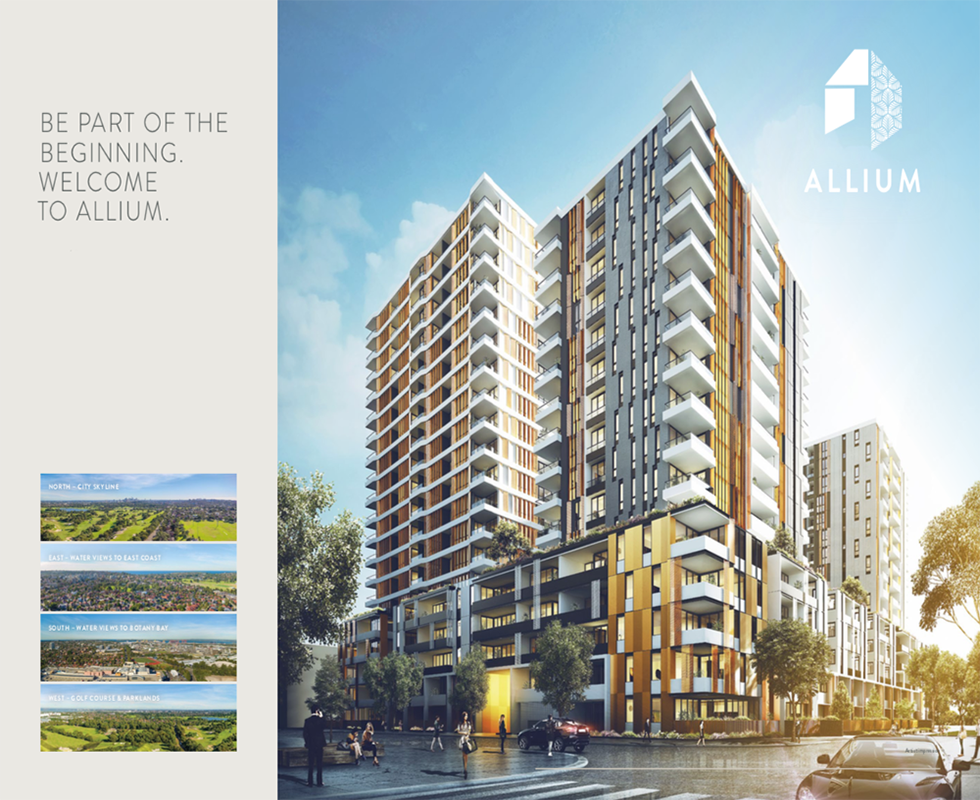 BE PART OF THE
BEGINNING.
WELCOME
TO ALLIUM.
NORTH - CITY SKYLINE
EAST - WATER VIEWS TO EAST COAST
SOUTH - WATER VIEWS TO BOTANY BAY
WEST - GOLF COURSE & PARKLANDS
ALLIUM